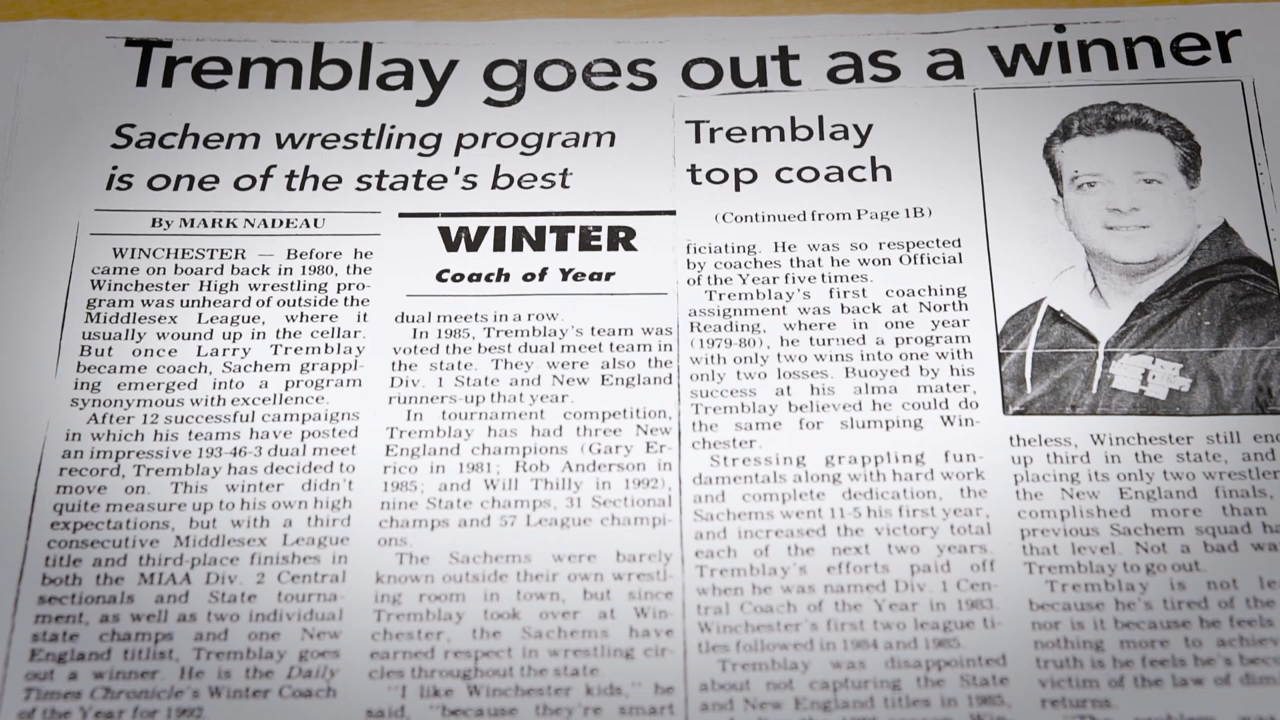 Tremblay goes out as a winner
Sachem wrestling program
is one of the state's best
By MARK NADEAU
WINCHESTER — Before he
came on board back in 1980, the
Winchester High wrestling pro-
gram was unheard of outside the
Middlesex League, where it
usually wound up in the cellar.
But once Larry Tremblay
became coach, Sachem grappl-
ing emerged into a program
synonymous with excellence.
After 12 successful campaigns
in which his teams have posted
an impressive 193-46-3 dual meet
record, Tremblay has decided to
move on. This winter didn't
quite measure up to his own high
expectations, but with a third
consecutive Middlesex League
title and third-place finishes in
both the MIAA Div. 2 Central
sectionals and State tourna-
ment, as well as two individual
state champs and one New
England titlist, Tremblay goes
out a winner. He is the Daily
Times Chronicle's Winter Coach
of the Year for 1992.
WINTER
Coach of Year
dual meets in a row.
In 1985, Tremblay's team was
voted the best dual meet team in
the state. They were also the
Div. 1 State and New England
runners-up that year.
In tournament competition,
Tremblay has had three New
England champions (Gary Er-
rico in 1981; Rob Anderson in
1985; and Will Thilly in 1992),
nine State champs, 31 Sectional
champs and 57 League champi-
ons.
The Sachems were barely
known outside their own wrestl-
ing room in town, but since
Tremblay took over at Win-
chester, the Sachems have
earned respect in wrestling cir-
cles throughout the state.
"I like Winchester kids," he
said, "because they're smart
Tremblay
top coach
(Continued from Page 1B)
ficiating. He was so respected
by coaches that he won Official
of the Year five times.
Tremblay's first coaching
assignment was back at North
Reading, where in one year
(1979-80), he turned a program
with only two wins into one with
only two losses. Buoyed by his
success at his alma mater,
Tremblay believed he could do
the same for slumping Win-
chester.
Stressing grappling fun-
damentals along with hard work
and complete dedication, the
Sachems went 11-5 his first year,
and increased the victory total
each of the next two years.
Tremblay's efforts paid off
when he was named Div. 1 Cen-
tral Coach of the Year in 1983.
Winchester's first two league ti-
tles followed in 1984 and 1985.
Tremblay was disappointed
about not capturing the State
and New England titles in 1985,
theless, Winchester still en
up third in the state, and
placing its only two wrestler
the New England finals,
complished more than
previous Sachem squad ha
that level. Not a bad wa
Tremblay to go out.
Tremblay is not le
because he's tired of the
nor is it because he feels
nothing more to achiev
truth is he feels he's bec
victim of the law of dim
returns.